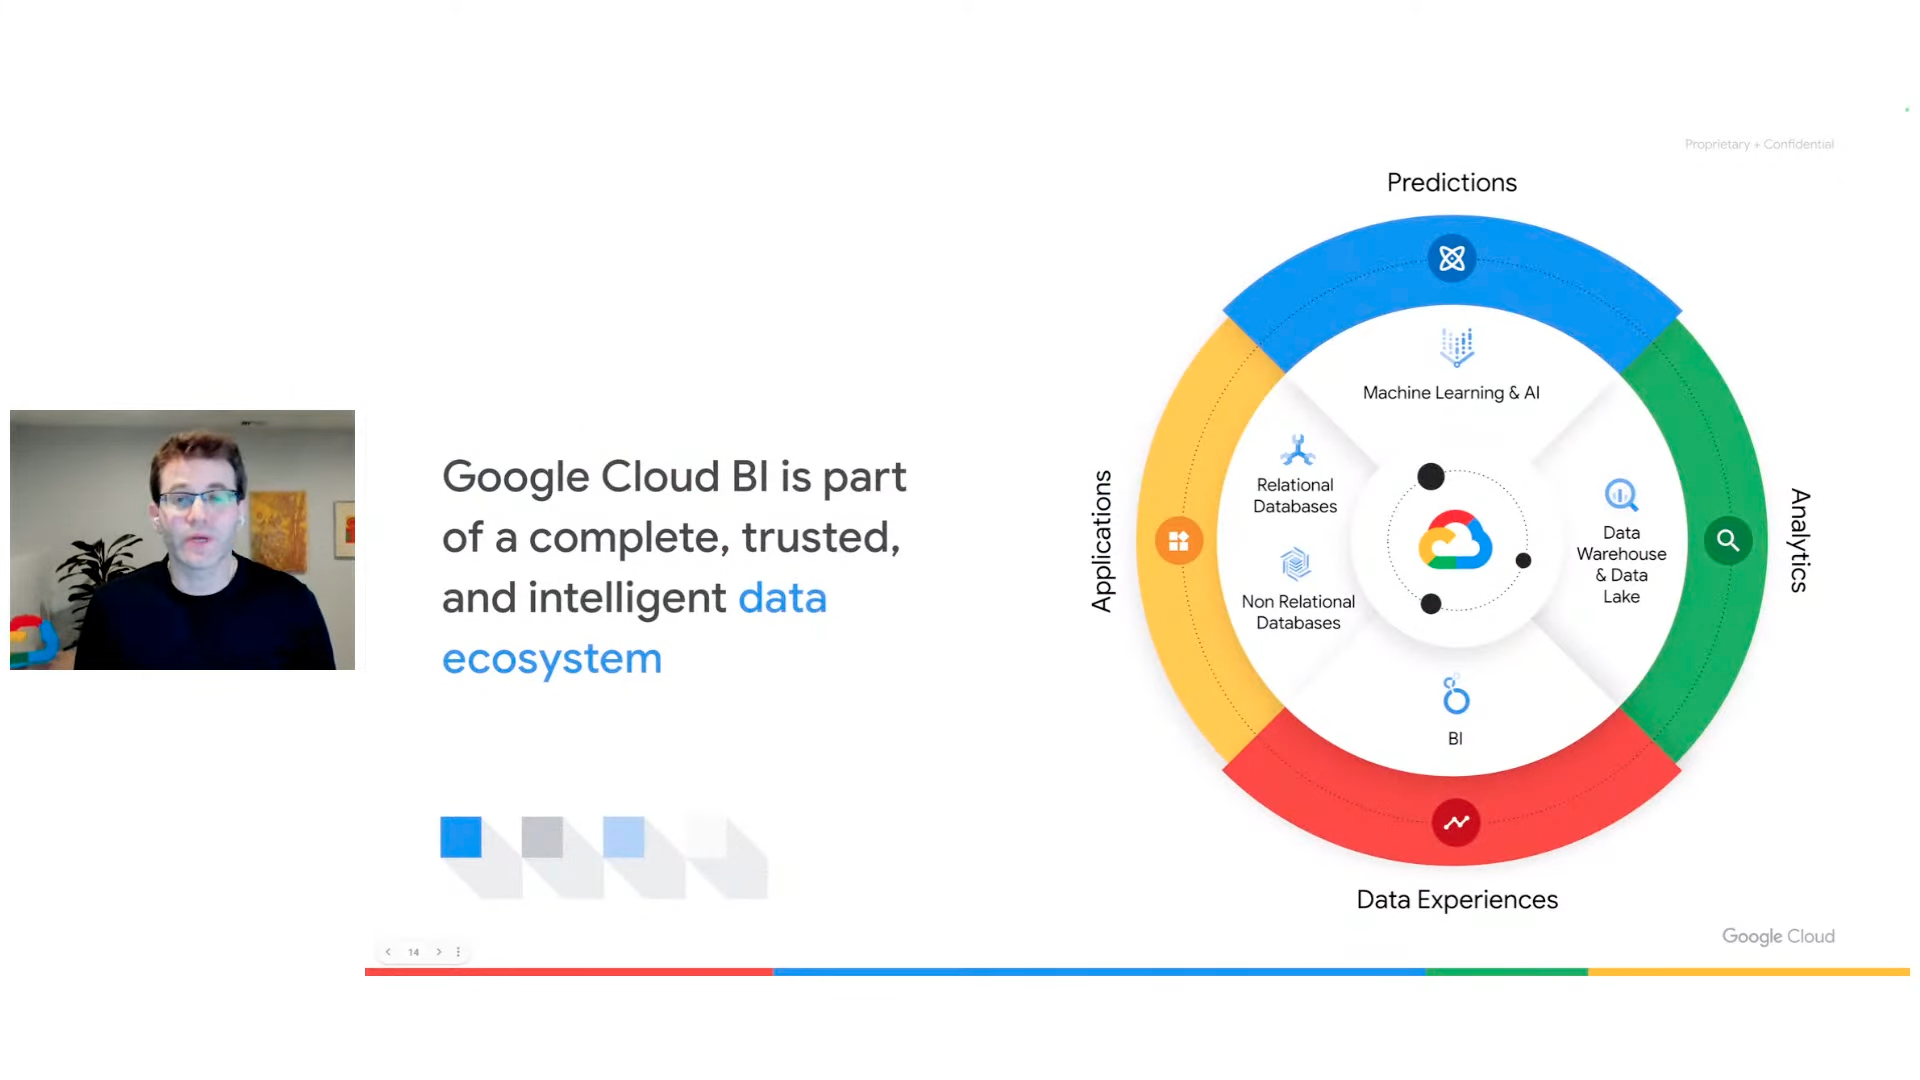 Proprietary + Confidential
Predictions
Machine Learning & AI
Google Cloud BI is part
of a complete, trusted,
and intelligent data
ecosystem
Applications
Relational
Databases
Non Relational
Databases
Data
Warehouse
& Data
Lake
Analytics
BI
Data Experiences
Google Cloud
14